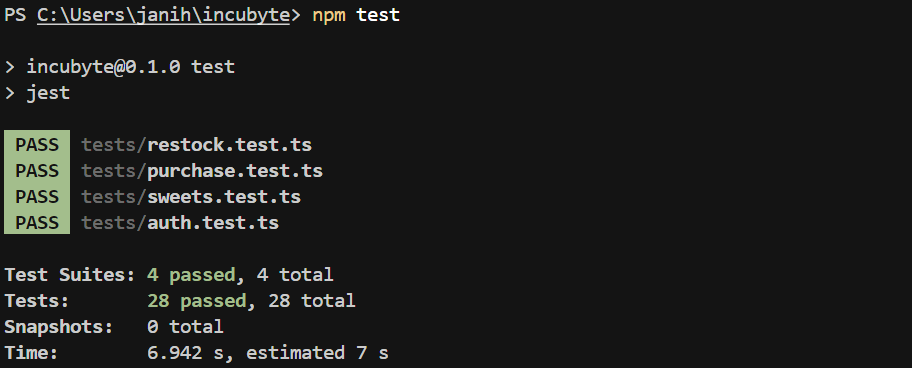 PS C:\Users\janih\incubyte> npm test
> incubyte@0.1.0 test
> jest
PASS tests/restock.test.ts
PASS tests/purchase.test.ts
PASS tests/sweets.test.ts
PASS tests/auth.test.ts
Test Suites: 4 passed, 4 total
Tests: 28 passed, 28 total
Snapshots: 0 total
Time: 6.942 s, estimated 7 s